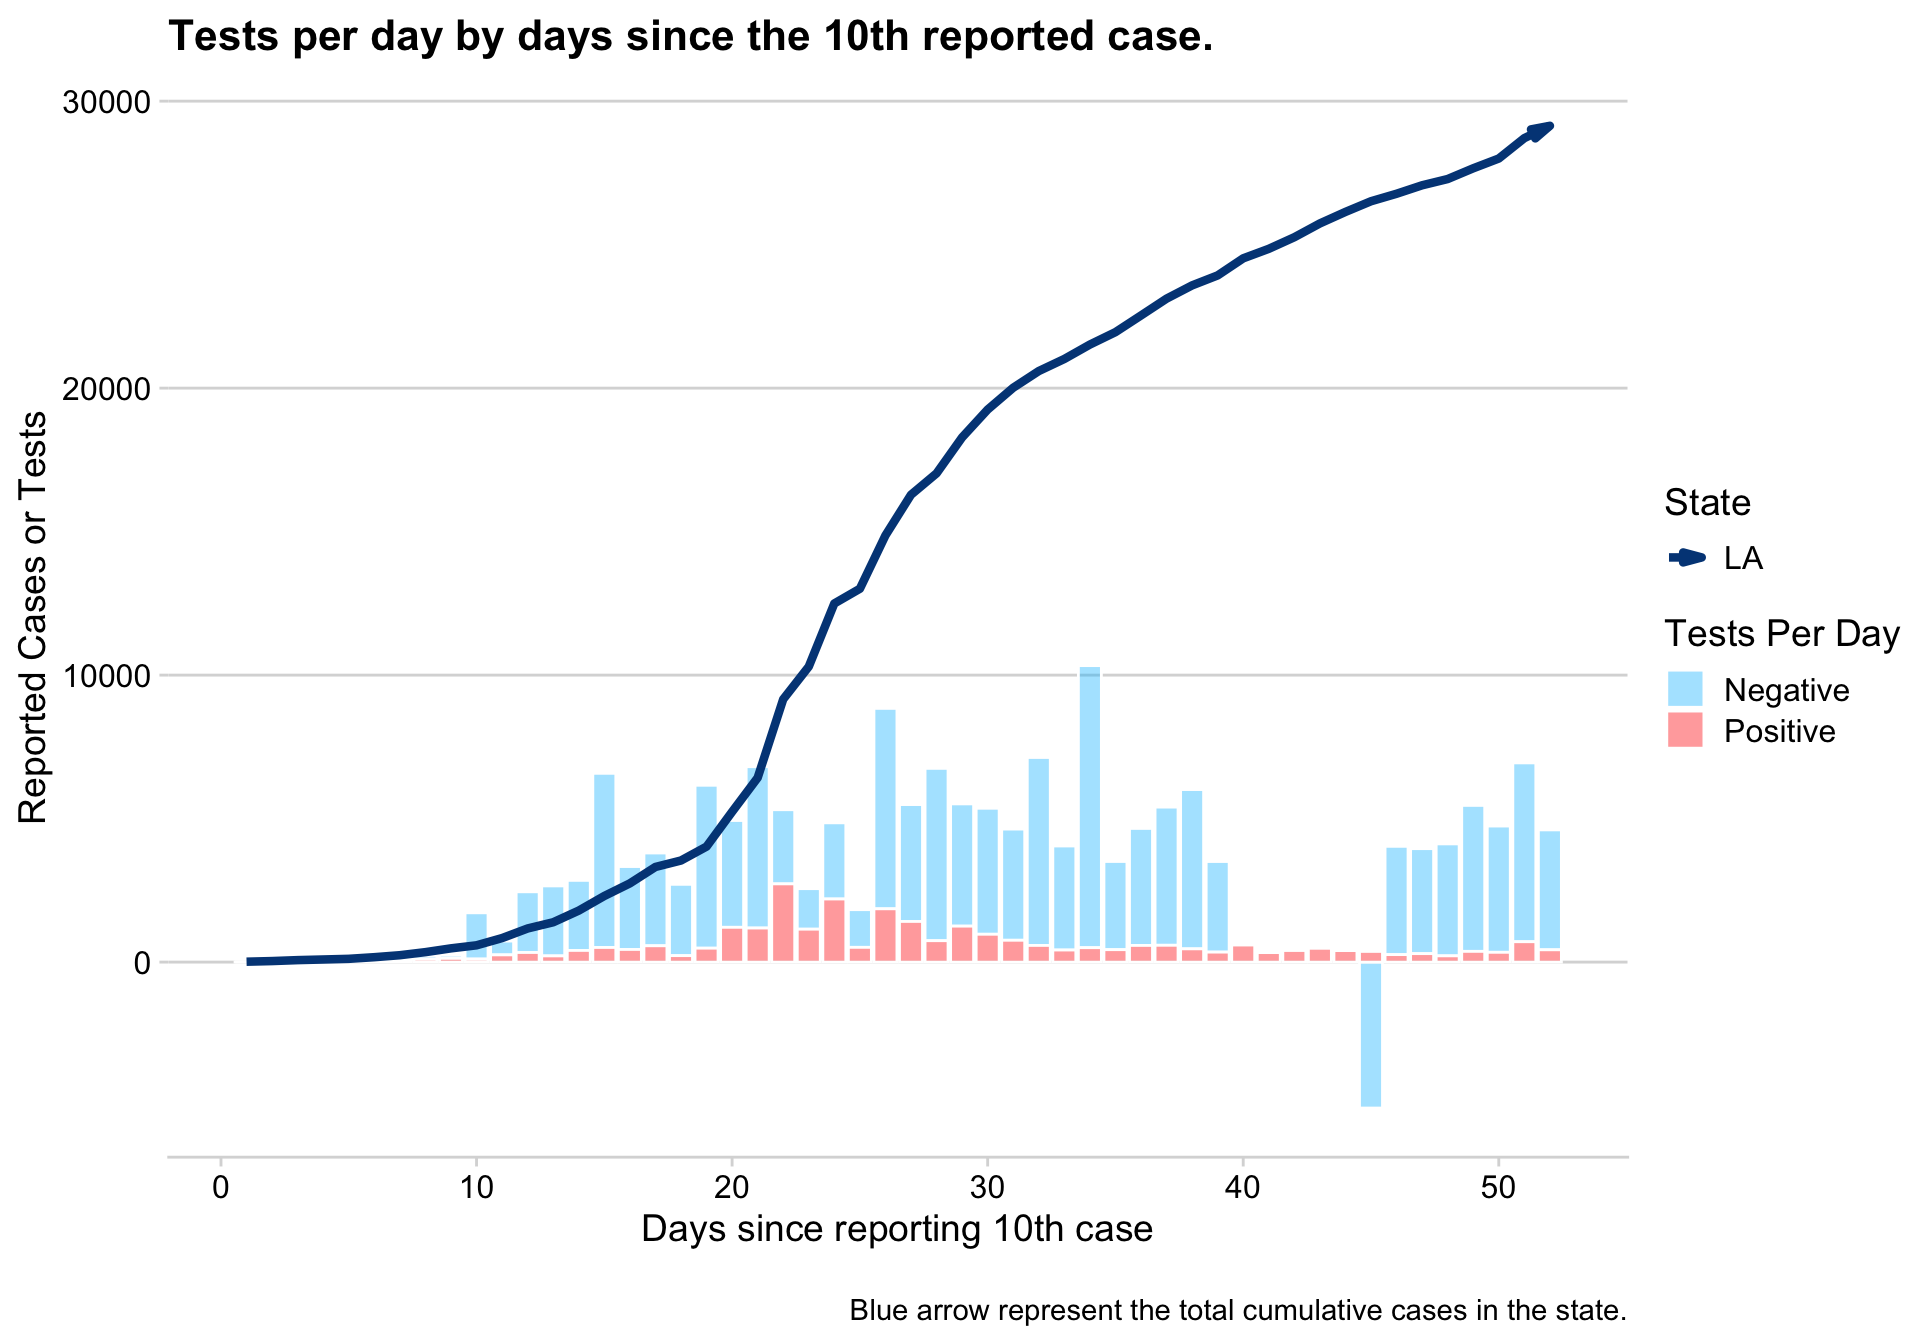 Tests per day by days since the 10th reported case.
30000
20000
10000
0
Reported Cases or Tests
0 10 20 30 40 50
Days since reporting 10th case
State
LA
Tests Per Day
Negative
Positive
Blue arrow represent the total cumulative cases in the state.